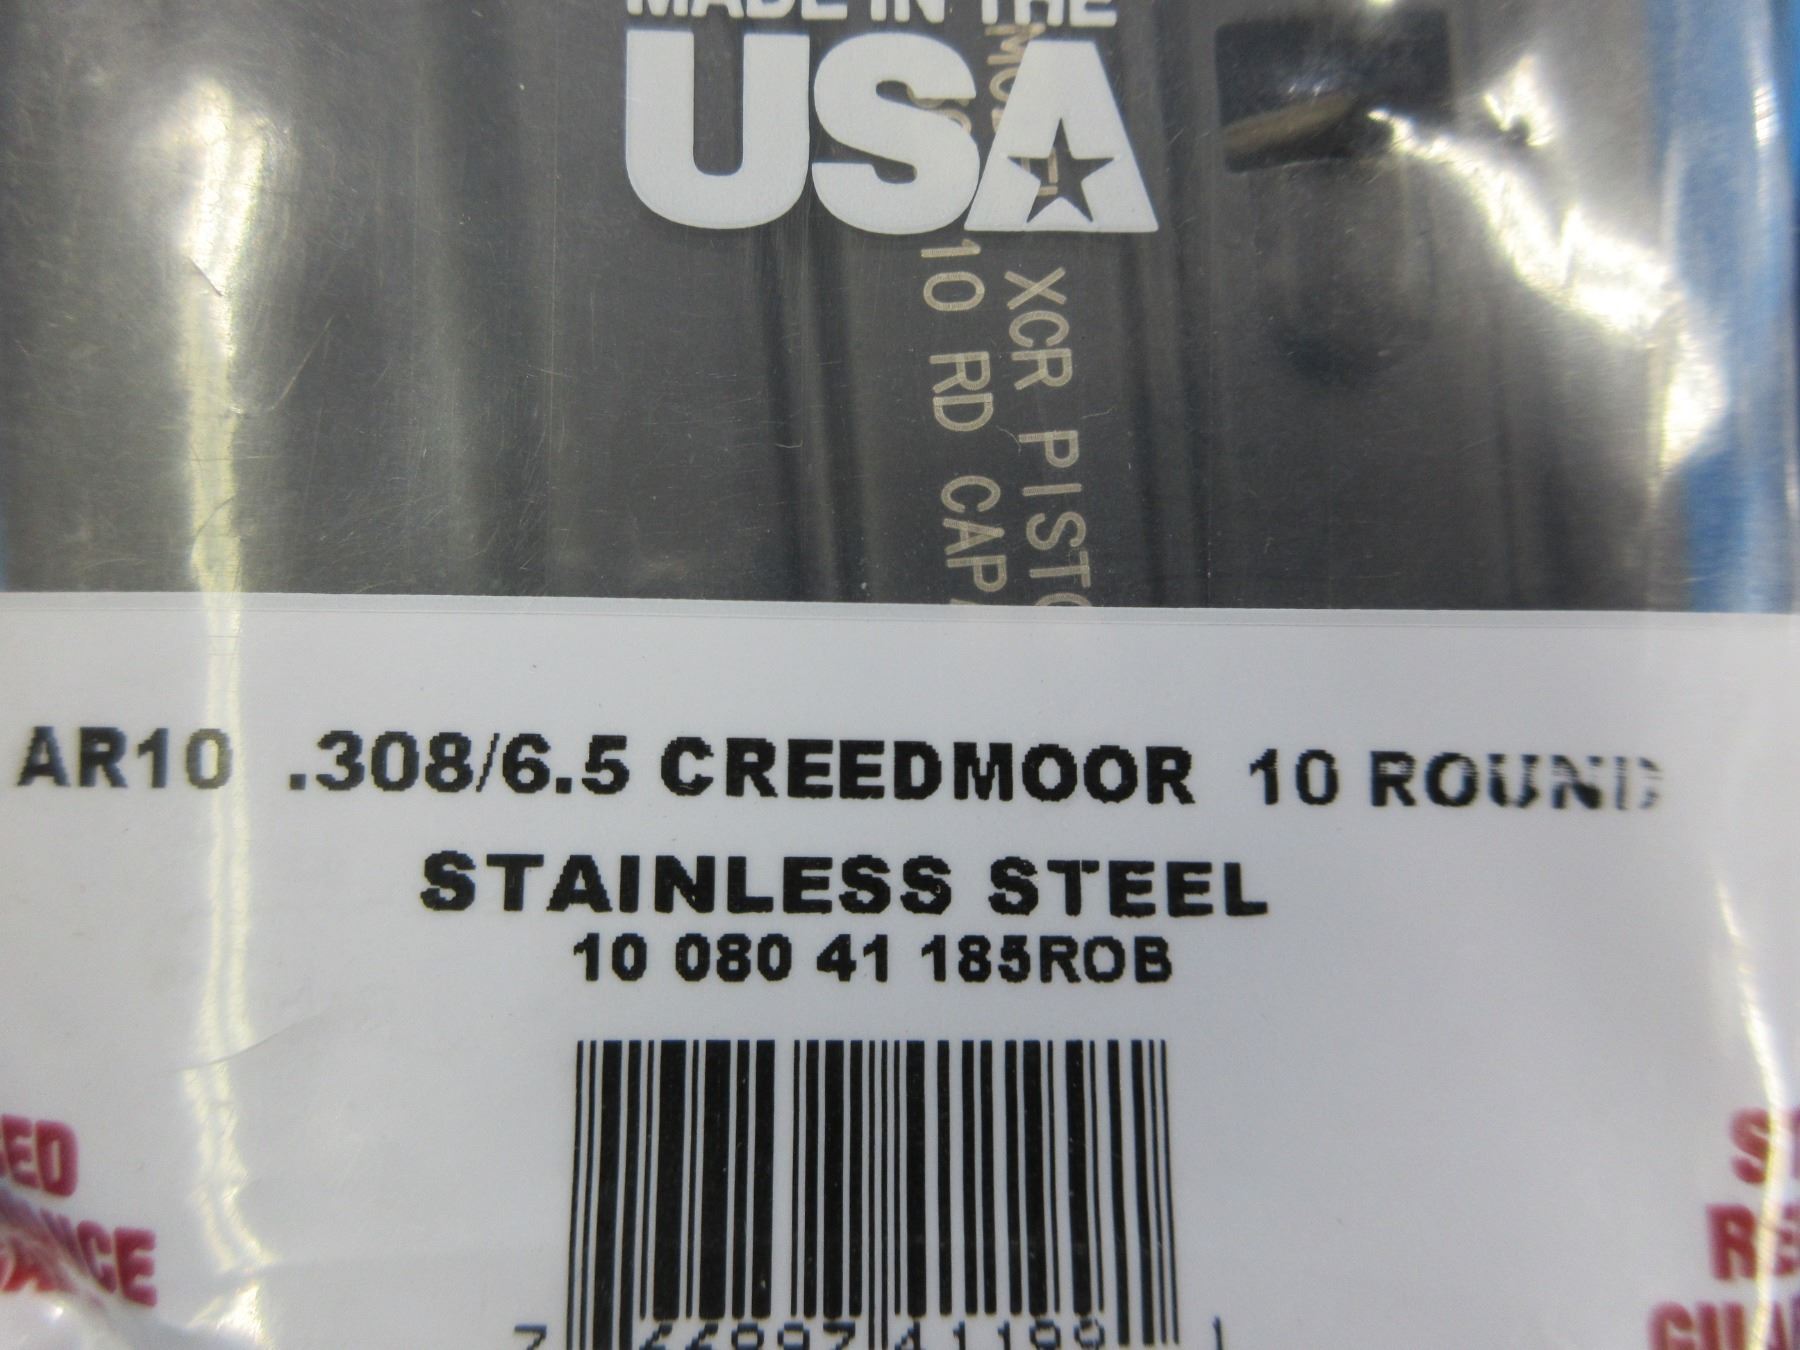 MADE IN THE
USA
XCR PISTO
10 RD CAPA
AR10 .308/6.5 CREEDMOOR 10 ROUND
STAINLESS STEEL
10 080 41 185ROB